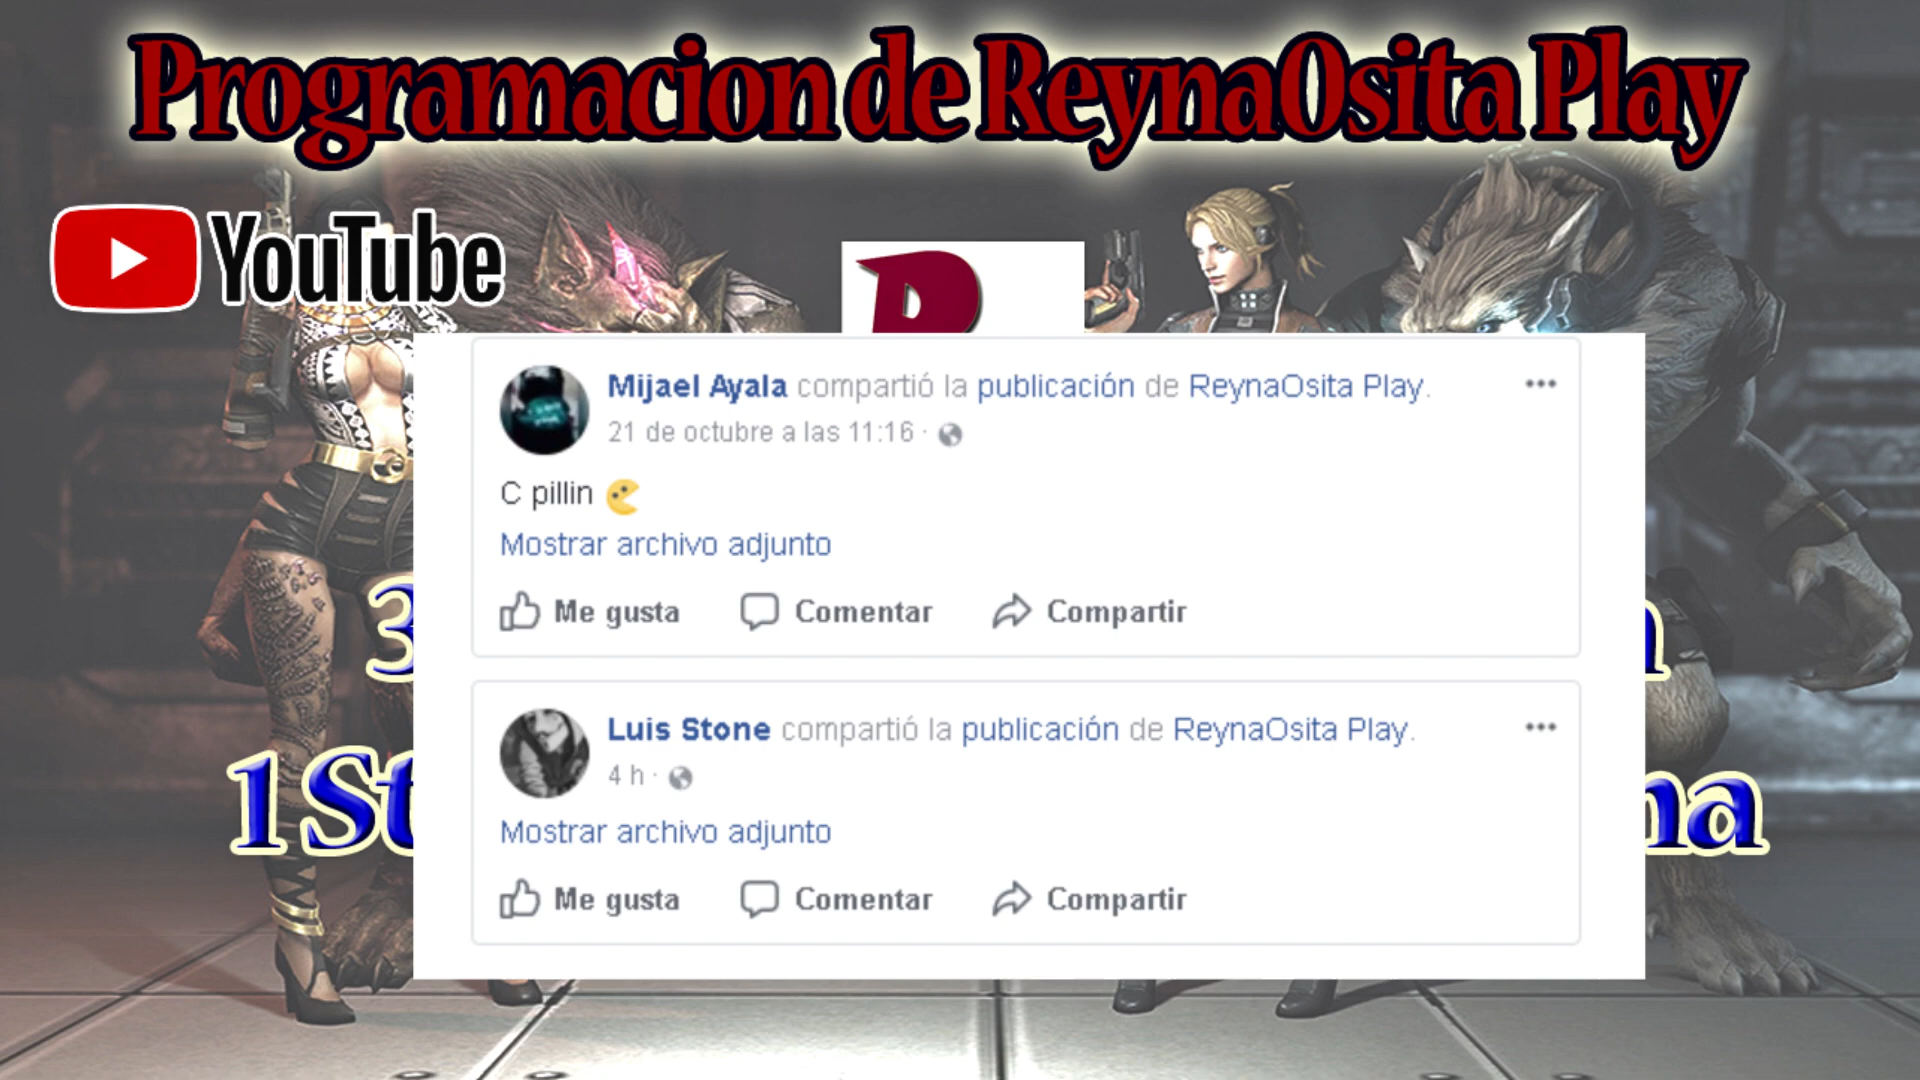 Programacion de ReynaOsita Play
YouTube
Mijael Ayala compartió la publicación de ReynaOsita Play.
21 de octubre a las 11:16 ·
C pillin
Mostrar archivo adjunto
Me gusta Comentar Compartir
Luis Stone compartió la publicación de ReynaOsita Play.
4 h ·
Mostrar archivo adjunto
Me gusta Comentar Compartir